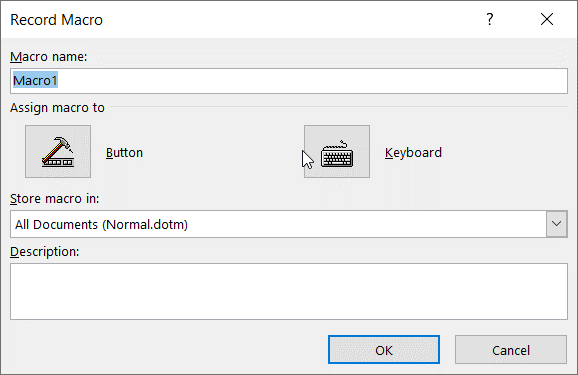 Record Macro ?
Macro name:
Macro1
Assign macro to
Button Keyboard
Store macro in:
All Documents (Normal.dotm)
Description:
OK Cancel